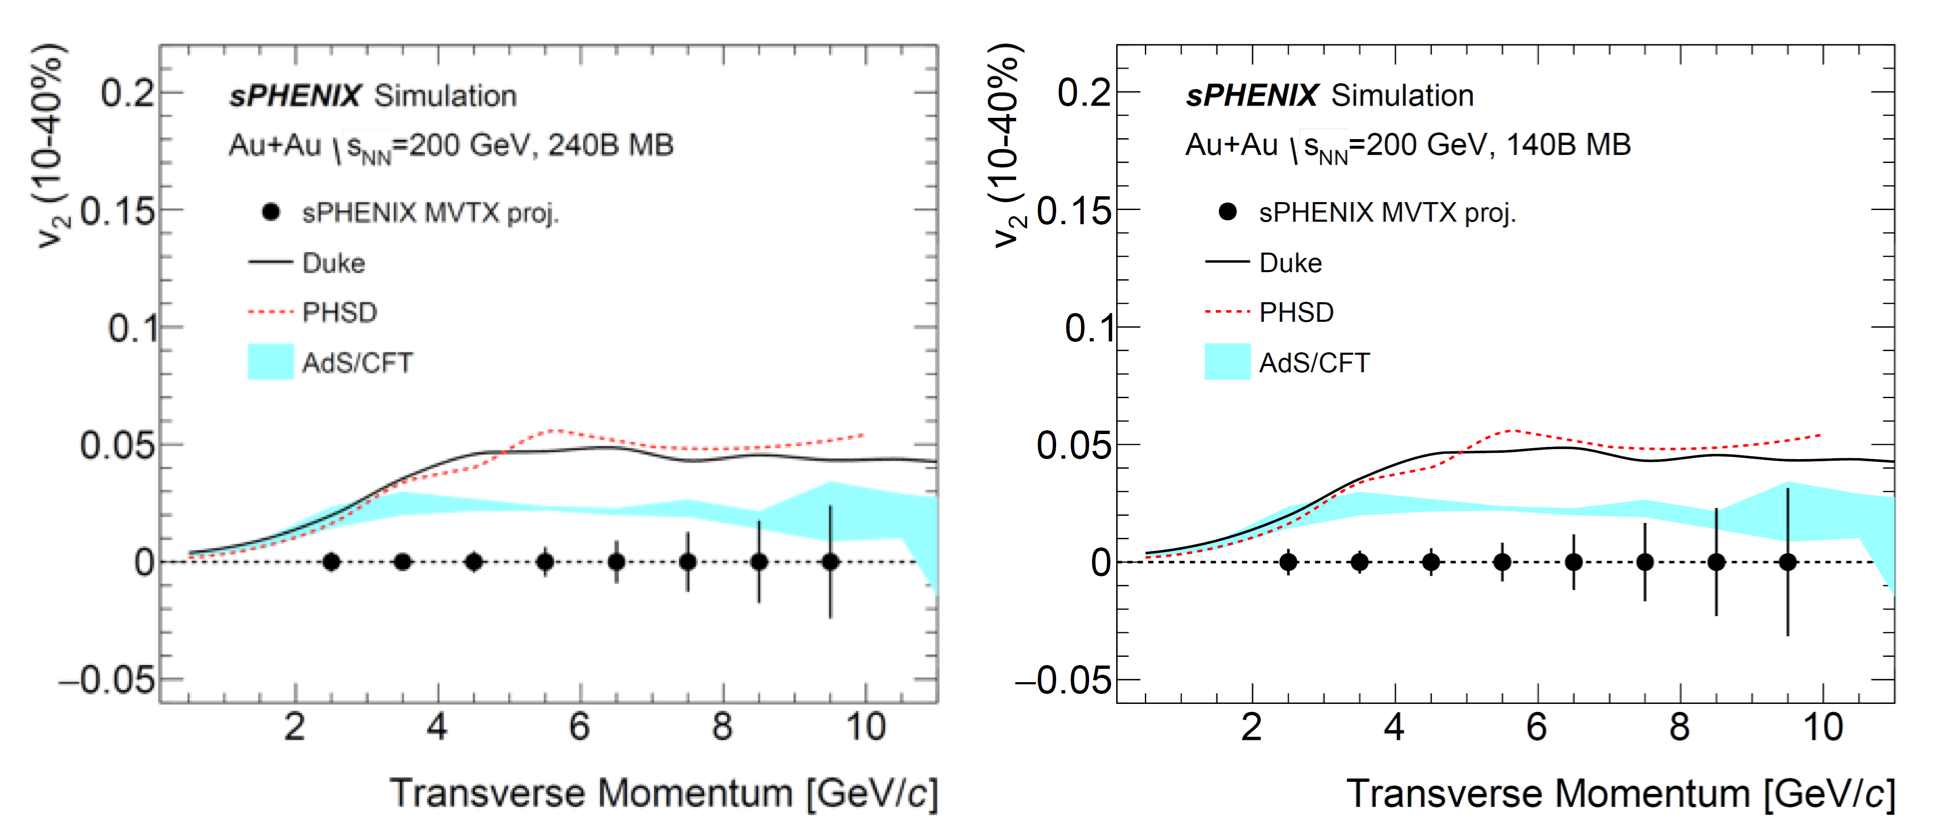 v2 (10-40%)
0.2
0.15
0.1
0.05
0
−0.05
sPHENIX Simulation
Au+Au √sNN=200 GeV, 240B MB
sPHENIX MVTX proj.
Duke
PHSD
AdS/CFT
2 4 6 8 10
Transverse Momentum [GeV/c]
v2 (10-40%)
0.2
0.15
0.1
0.05
0
−0.05
sPHENIX Simulation
Au+Au √sNN=200 GeV, 140B MB
sPHENIX MVTX proj.
Duke
PHSD
AdS/CFT
2 4 6 8 10
Transverse Momentum [GeV/c]